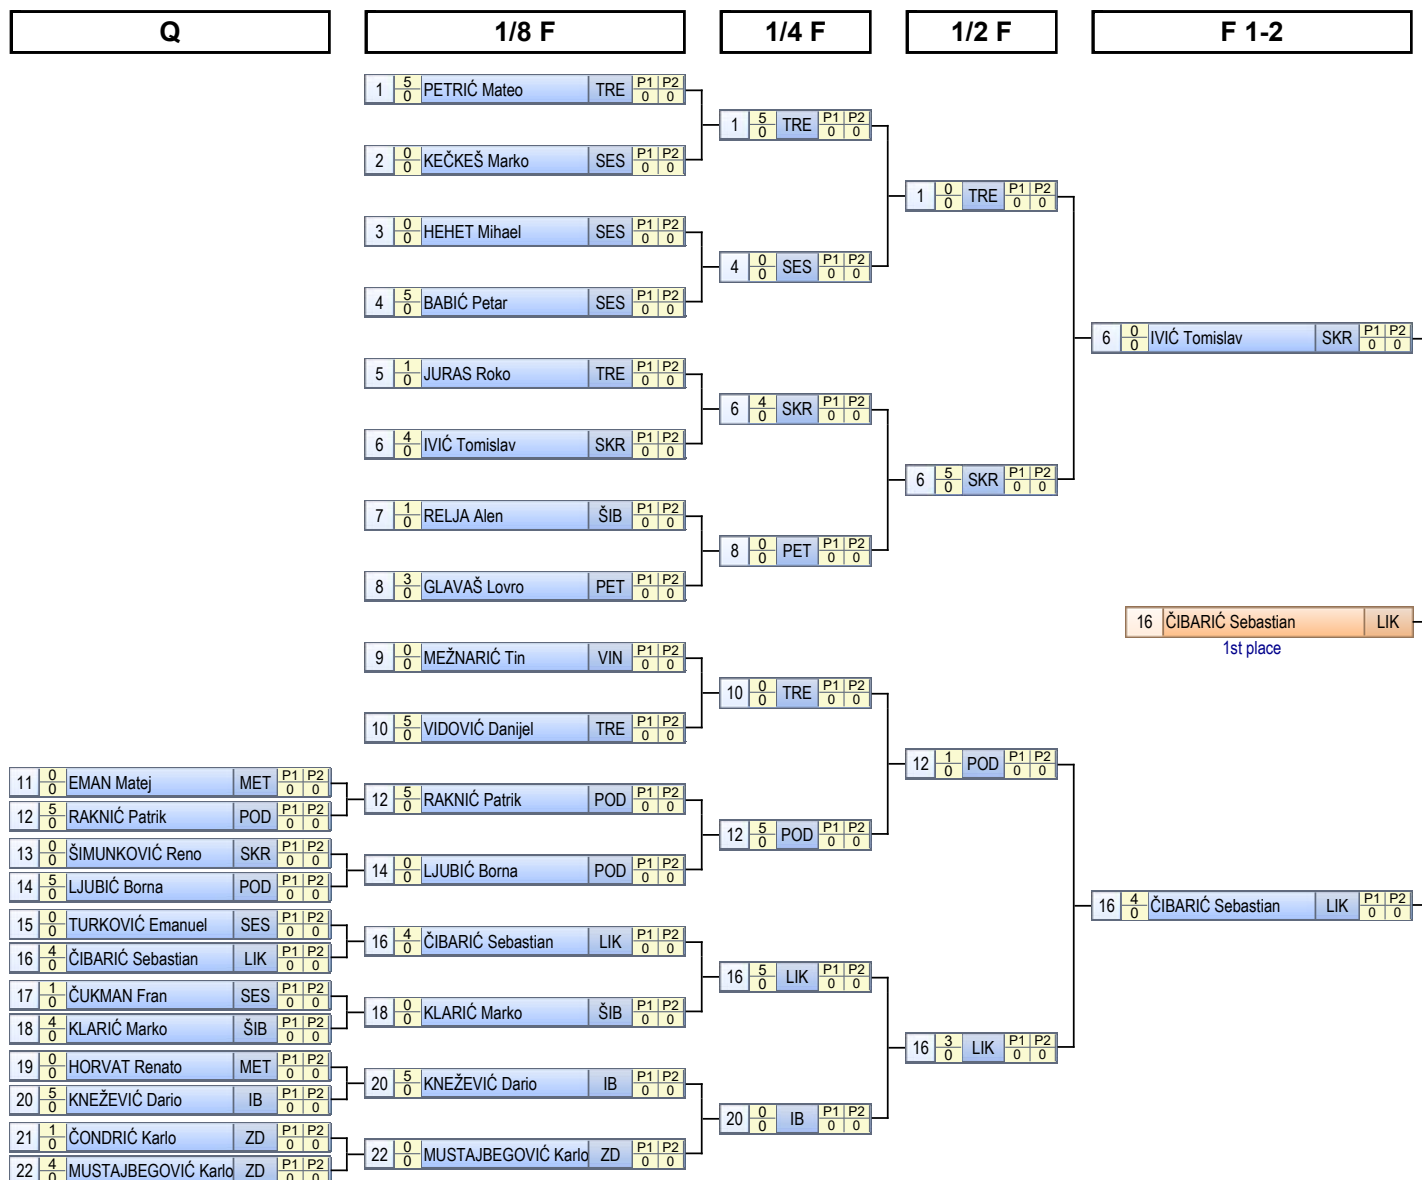 Q 1/8 F 1/4 F 1/2 F F 1-2
1 5 0 PETRIĆ Mateo TRE P1 P2 0 0
1 5 0 TRE P1 P2 0 0
2 0 0 KEČKEŠ Marko SES P1 P2 0 0
1 0 0 TRE P1 P2 0 0
3 0 0 HEHET Mihael SES P1 P2 0 0
4 0 0 SES P1 P2 0 0
4 5 0 BABIĆ Petar SES P1 P2 0 0
6 0 0 IVIĆ Tomislav SKR P1 P2 0 0
5 1 0 JURAS Roko TRE P1 P2 0 0
6 4 0 SKR P1 P2 0 0
6 4 0 IVIĆ Tomislav SKR P1 P2 0 0
6 5 0 SKR P1 P2 0 0
7 1 0 RELJA Alen ŠIB P1 P2 0 0
8 0 0 PET P1 P2 0 0
8 3 0 GLAVAŠ Lovro PET P1 P2 0 0
16 ČIBARIĆ Sebastian LIK
1st place
9 0 0 MEŽNARIĆ Tin VIN P1 P2 0 0
10 0 0 TRE P1 P2 0 0
10 5 0 VIDOVIĆ Danijel TRE P1 P2 0 0
12 1 0 POD P1 P2 0 0
11 0 0 EMAN Matej MET P1 P2 0 0
12 5 0 RAKNIĆ Patrik POD P1 P2 0 0
12 5 0 RAKNIĆ Patrik POD P1 P2 0 0
12 5 0 POD P1 P2 0 0
13 0 0 ŠIMUNKOVIĆ Reno SKR P1 P2 0 0
14 0 0 LJUBIĆ Borna POD P1 P2 0 0
14 5 0 LJUBIĆ Borna POD P1 P2 0 0
16 4 0 ČIBARIĆ Sebastian LIK P1 P2 0 0
15 0 0 TURKOVIĆ Emanuel SES P1 P2 0 0
16 4 0 ČIBARIĆ Sebastian LIK P1 P2 0 0
16 4 0 ČIBARIĆ Sebastian LIK P1 P2 0 0
16 5 0 LIK P1 P2 0 0
17 1 0 ČUKMAN Fran SES P1 P2 0 0
18 0 0 KLARIĆ Marko ŠIB P1 P2 0 0
18 4 0 KLARIĆ Marko ŠIB P1 P2 0 0
16 3 0 LIK P1 P2 0 0
19 0 0 HORVAT Renato MET P1 P2 0 0
20 5 0 KNEŽEVIĆ Dario IB P1 P2 0 0
20 5 0 KNEŽEVIĆ Dario IB P1 P2 0 0
20 0 0 IB P1 P2 0 0
21 1 0 ČONDRIĆ Karlo ZD P1 P2 0 0
22 0 0 MUSTAJBEGOVIĆ Karlo ZD P1 P2 0 0
22 4 0 MUSTAJBEGOVIĆ Karlo ZD P1 P2 0 0